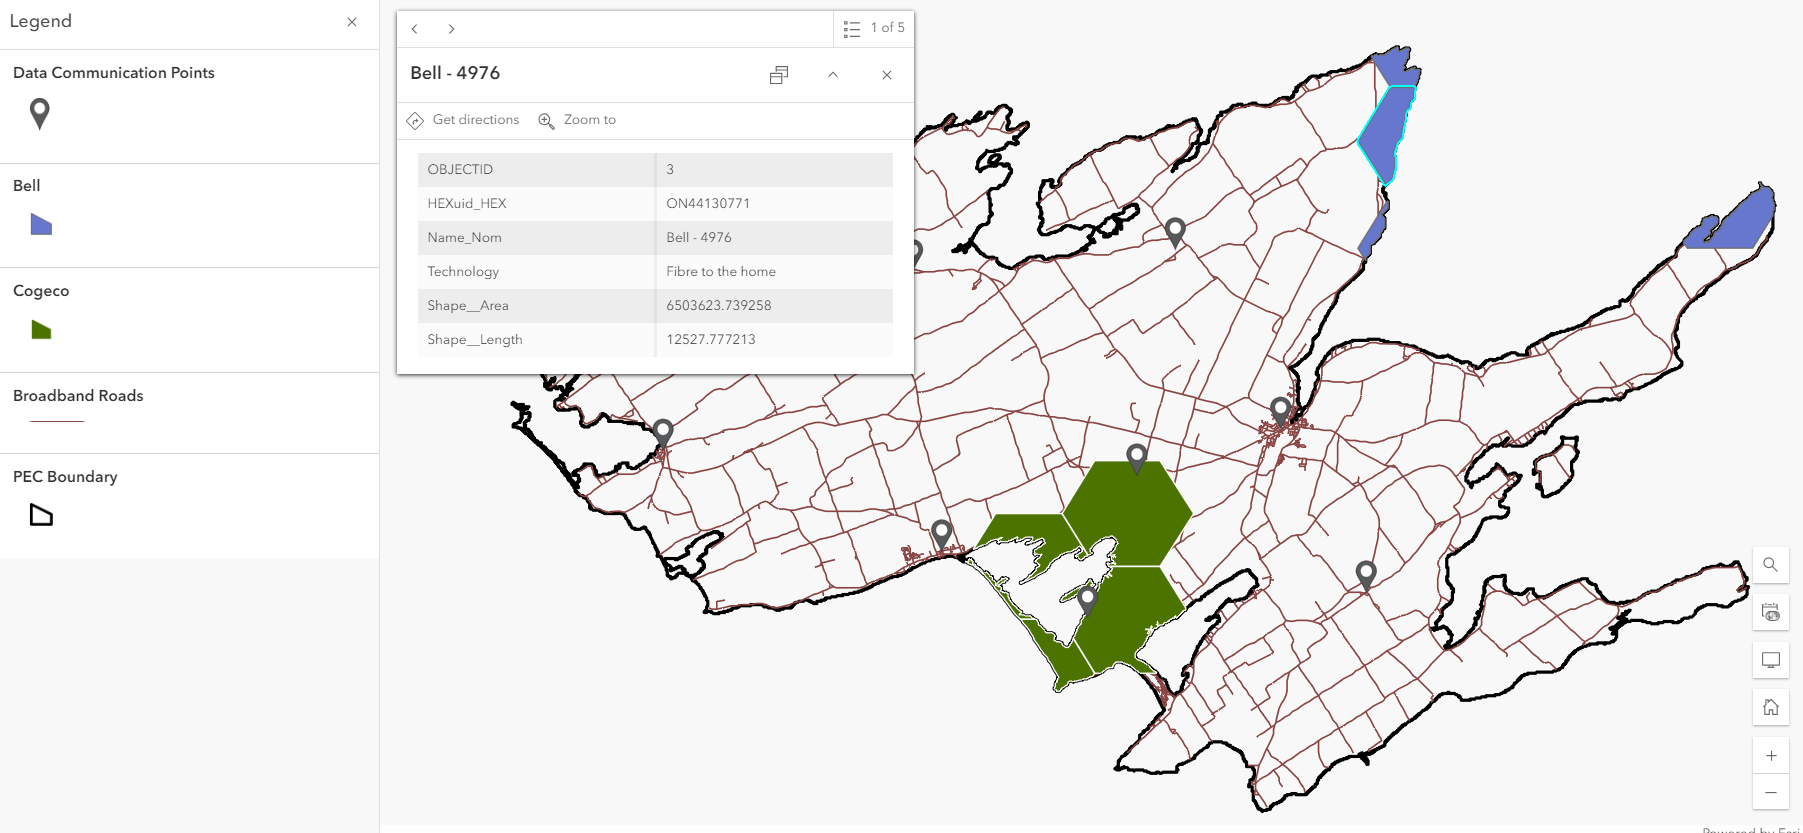 Legend
Data Communication Points
Bell
Cogeco
Broadband Roads
PEC Boundary
1 of 5
Bell - 4976
Get directions
Zoom to
OBJECTID 3
HEXuid_HEX ON44130771
Name_Nom Bell - 4976
Technology Fibre to the home
Shape__Area 6503623.739258
Shape__Length 12527.777213
Powered by Esri